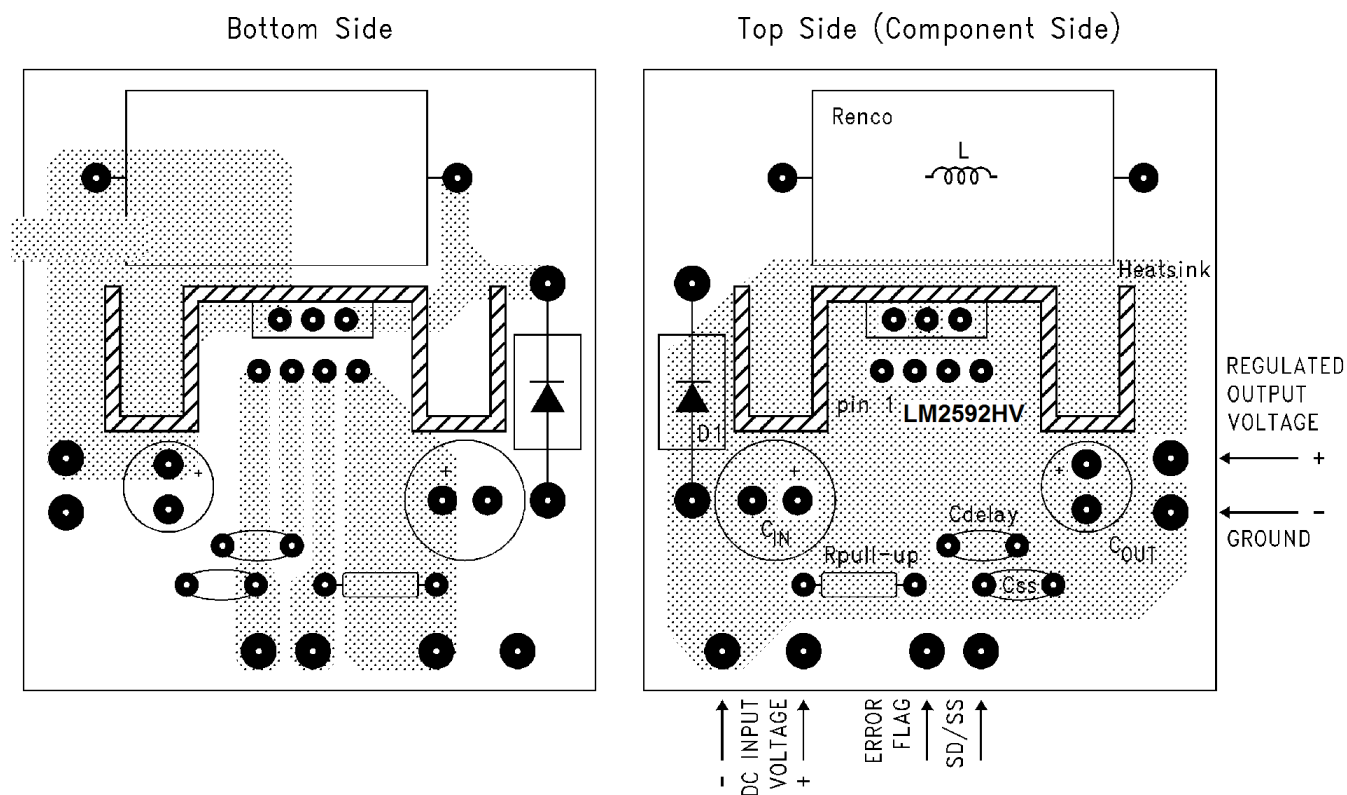 Bottom Side
Top Side (Component Side)
Renco
L
Heatsink
pin 1
LM2592HV
D1
+
+
+
+
CIN
Cdelay
COUT
Rpull-up
Css
REGULATED
OUTPUT
VOLTAGE
+
-
GROUND
-
DC INPUT
VOLTAGE
+
ERROR
FLAG
SD/SS